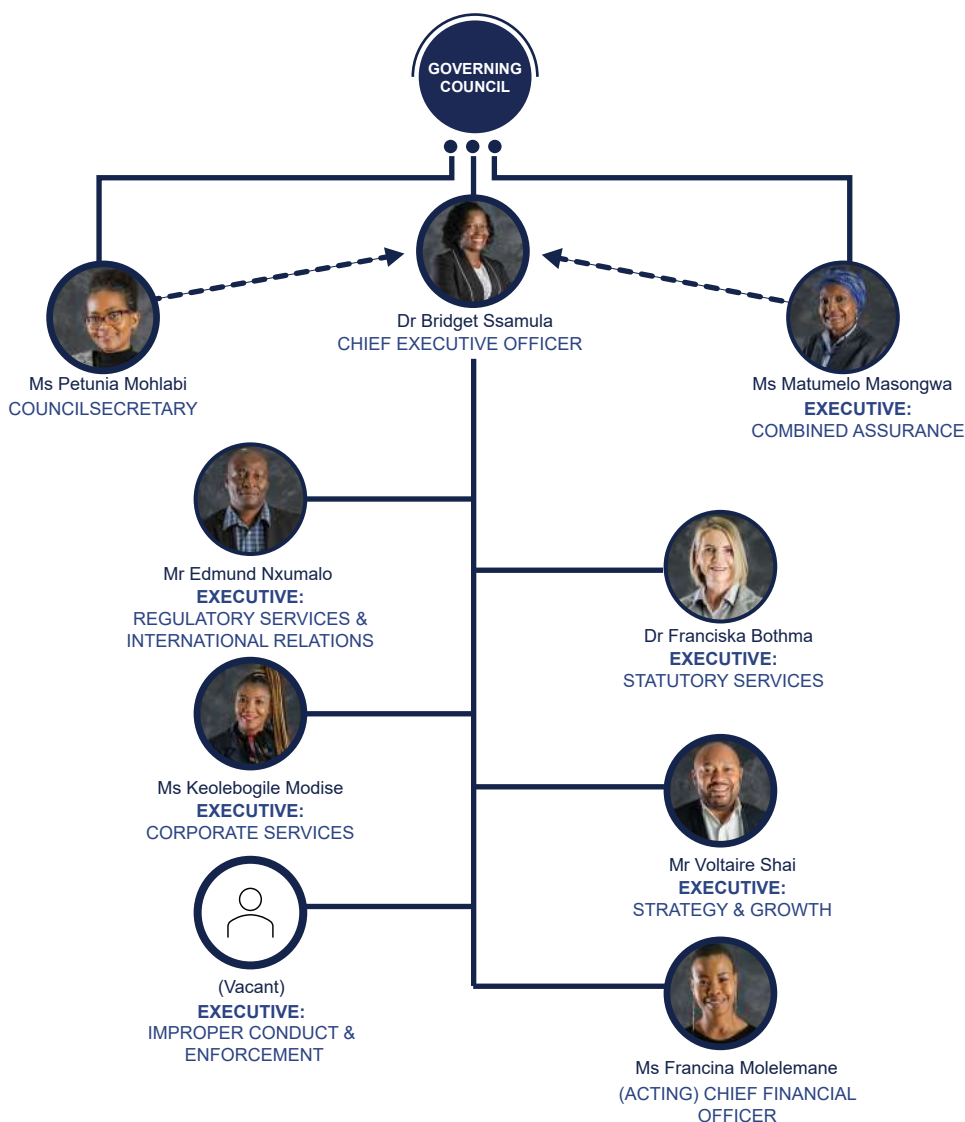 GOVERNING
COUNCIL
Dr Bridget Ssamula
CHIEF EXECUTIVE OFFICER
Ms Petunia Mohlabi
COUNCILSECRETARY
Ms Matumelo Masongwa
EXECUTIVE:
COMBINED ASSURANCE
Mr Edmund Nxumalo
EXECUTIVE:
REGULATORY SERVICES &
INTERNATIONAL RELATIONS
Dr Franciska Bothma
EXECUTIVE:
STATUTORY SERVICES
Ms Keolebogile Modise
EXECUTIVE:
CORPORATE SERVICES
Mr Voltaire Shai
EXECUTIVE:
STRATEGY & GROWTH
(Vacant)
EXECUTIVE:
IMPROPER CONDUCT &
ENFORCEMENT
Ms Francina Molelemane
(ACTING) CHIEF FINANCIAL
OFFICER